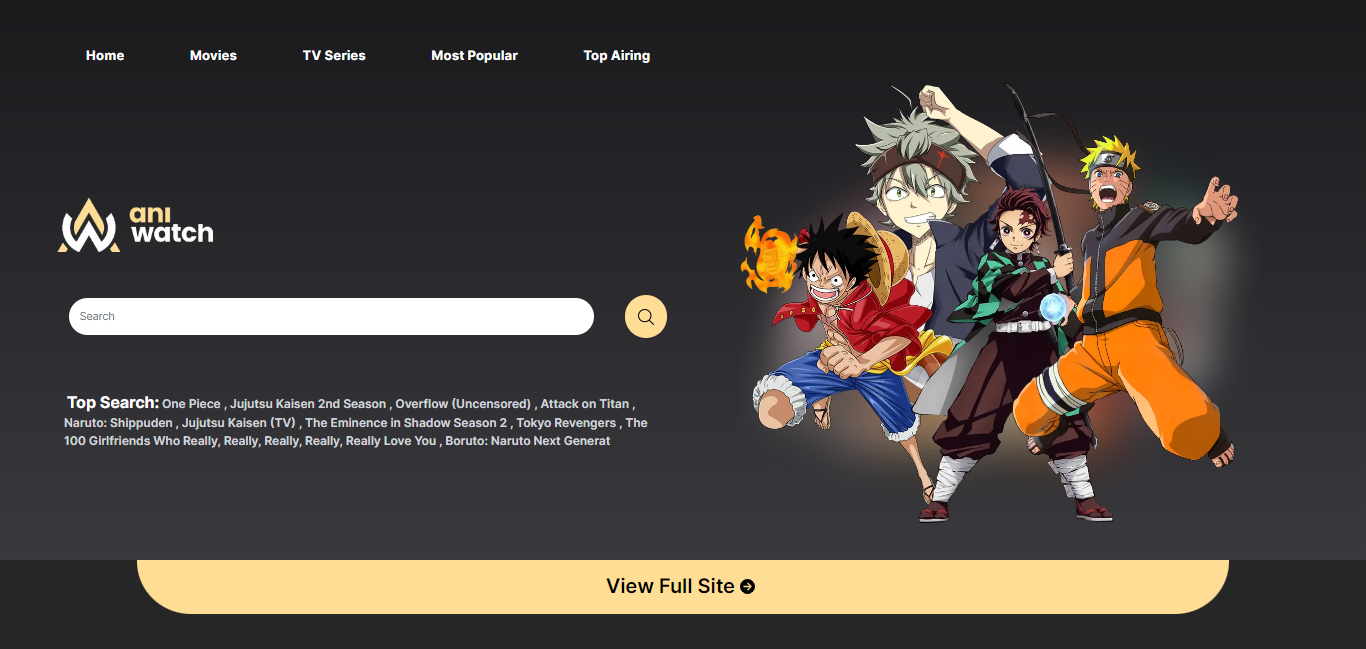 Home Movies TV Series Most Popular Top Airing
ani
watch
Search
Top Search: One Piece , Jujutsu Kaisen 2nd Season , Overflow (Uncensored) , Attack on Titan ,
Naruto: Shippuden , Jujutsu Kaisen (TV) , The Eminence in Shadow Season 2 , Tokyo Revengers , The
100 Girlfriends Who Really, Really, Really, Really, Really Love You , Boruto: Naruto Next Generat
View Full Site